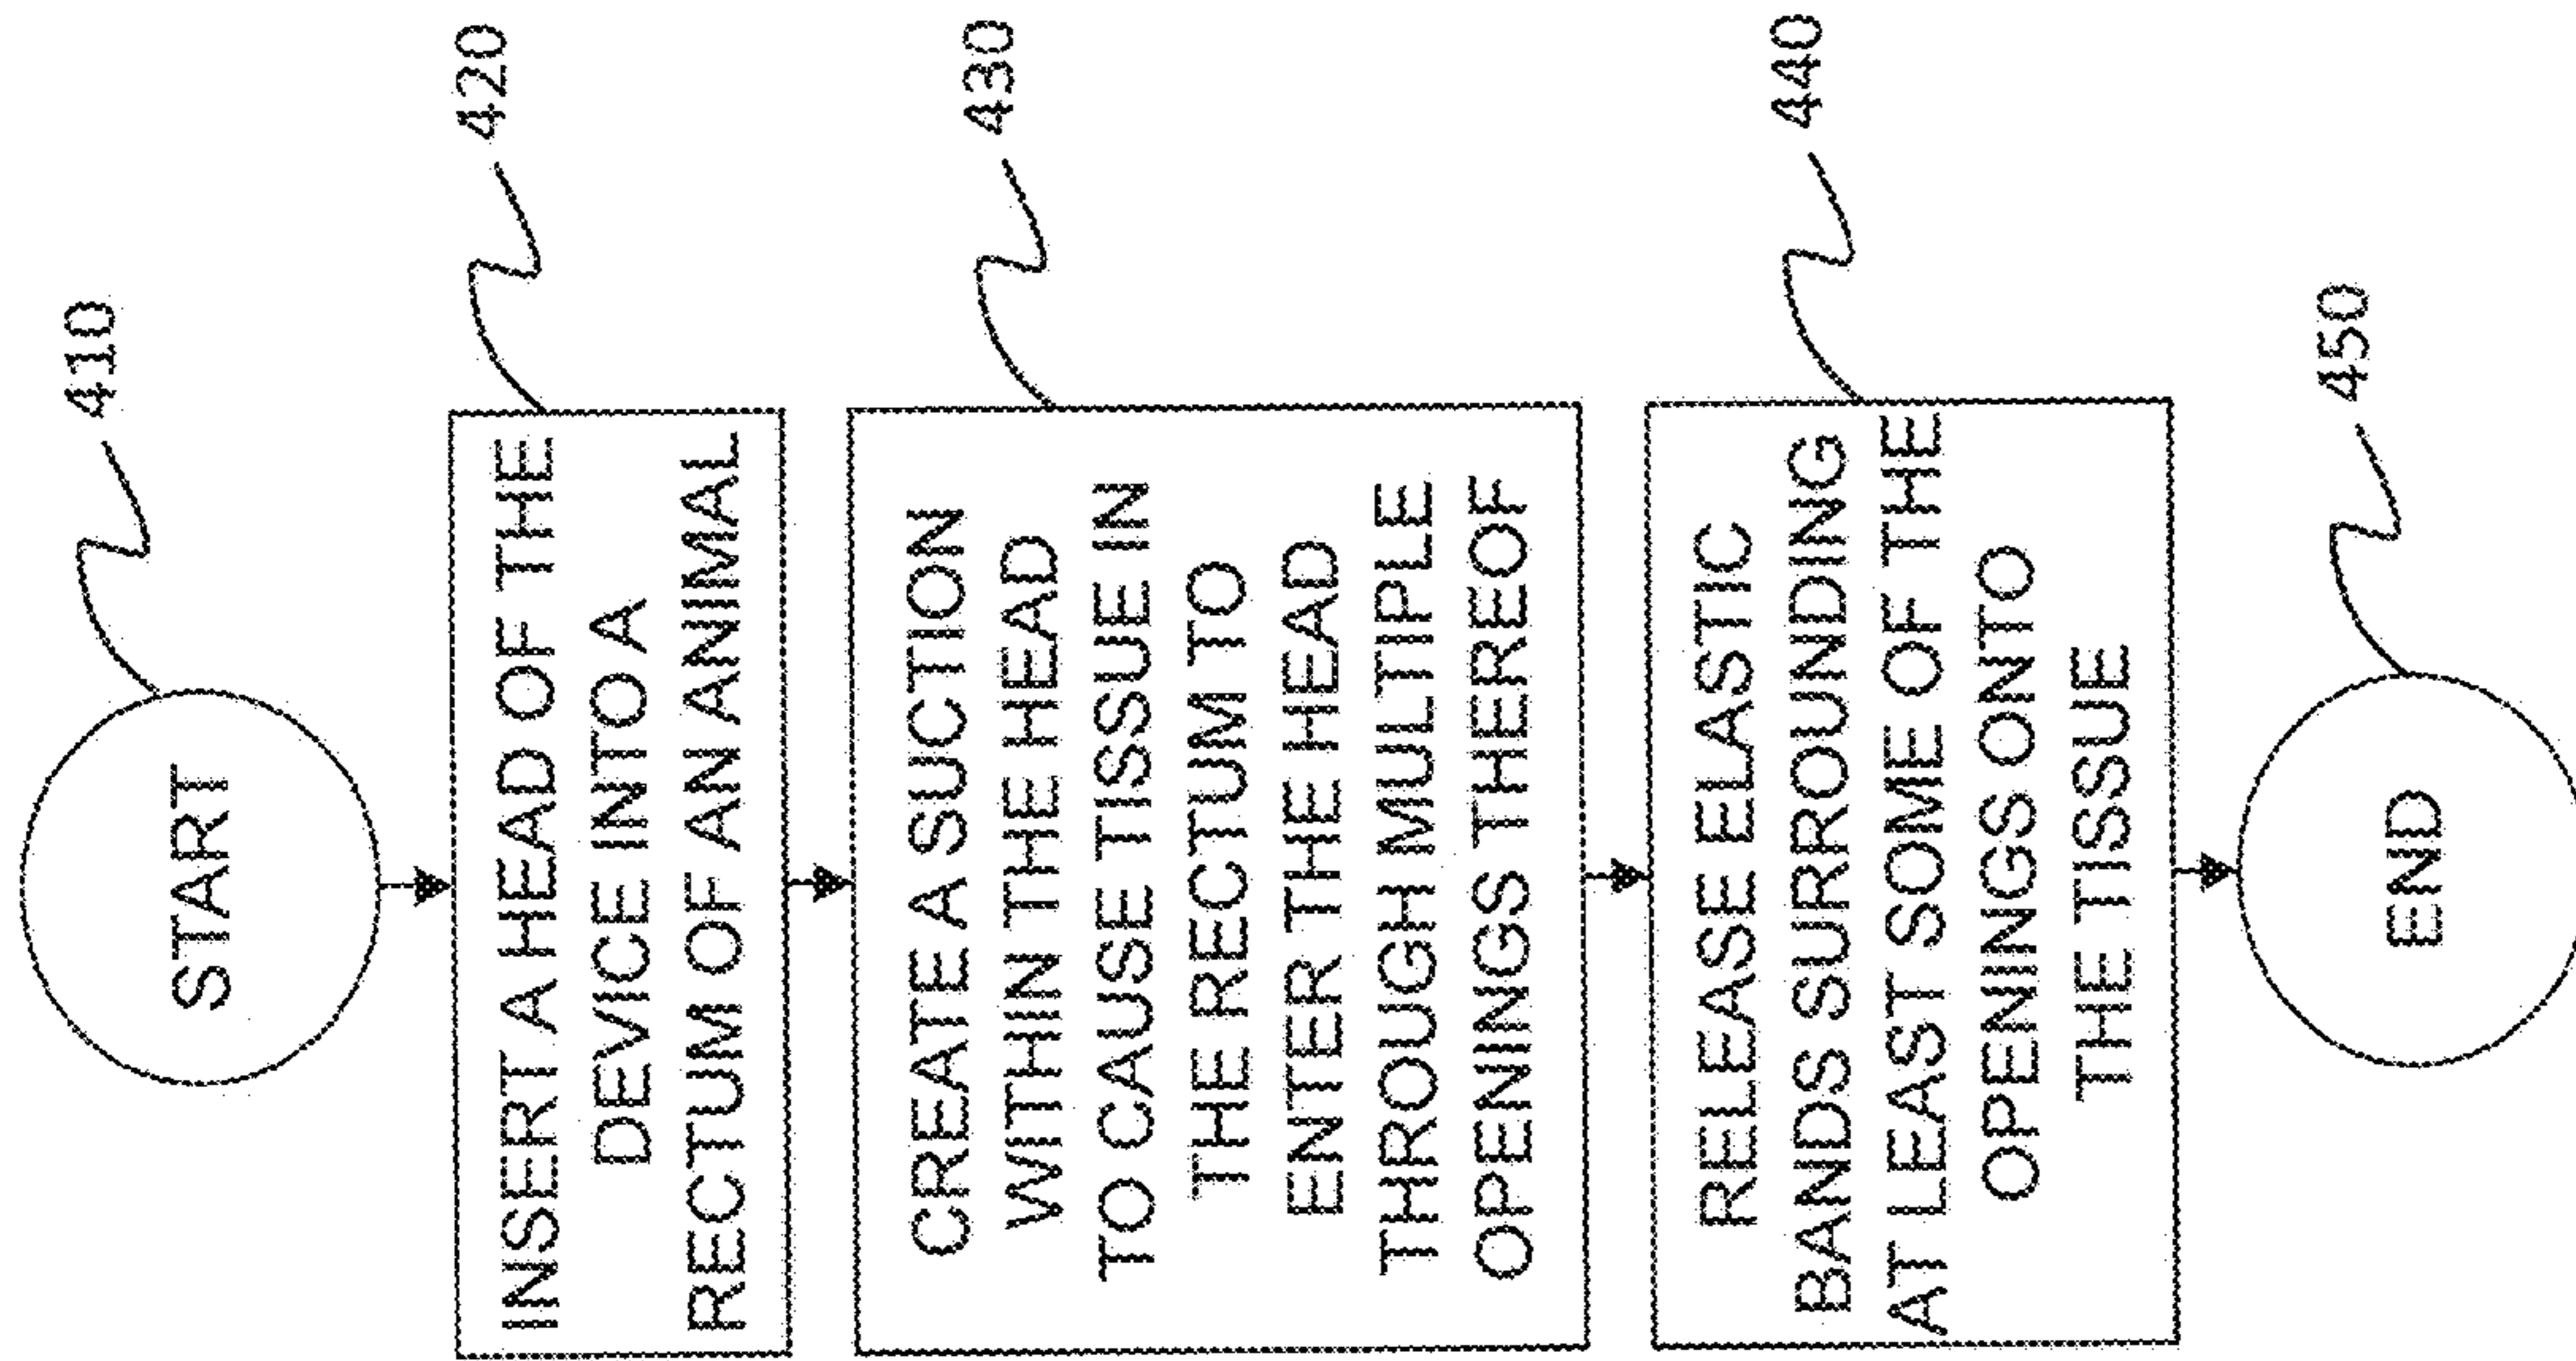 START
410
INSERT A HEAD OF THE
DEVICE INTO A
RECTUM OF AN ANIMAL
420
CREATE A SUCTION
WITHIN THE HEAD
TO CAUSE TISSUE IN
THE RECTUM TO
ENTER THE HEAD
THROUGH MULTIPLE
OPENINGS THEREOF
430
RELEASE ELASTIC
BANDS SURROUNDING
AT LEAST SOME OF THE
OPENINGS ONTO
THE TISSUE
440
END
450